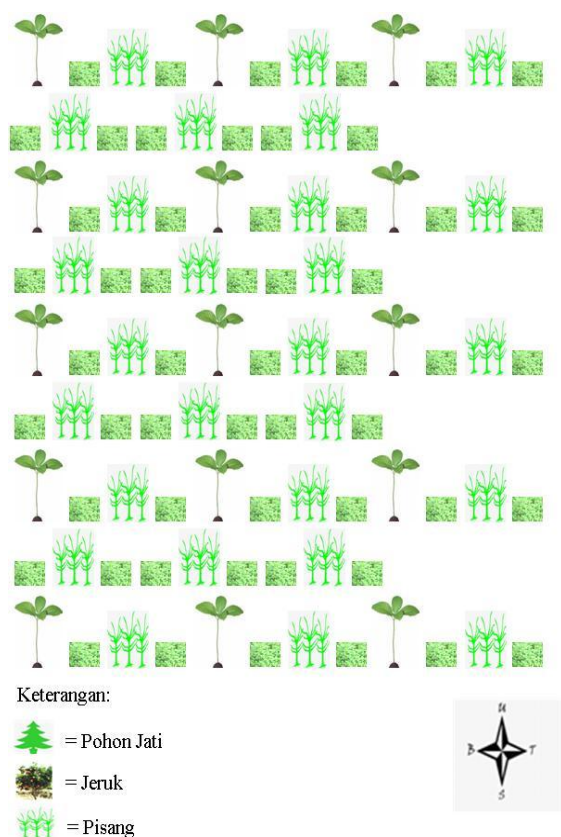 Keterangan:
U
= Pohon Jati
B T
= Jeruk
S
= Pisang